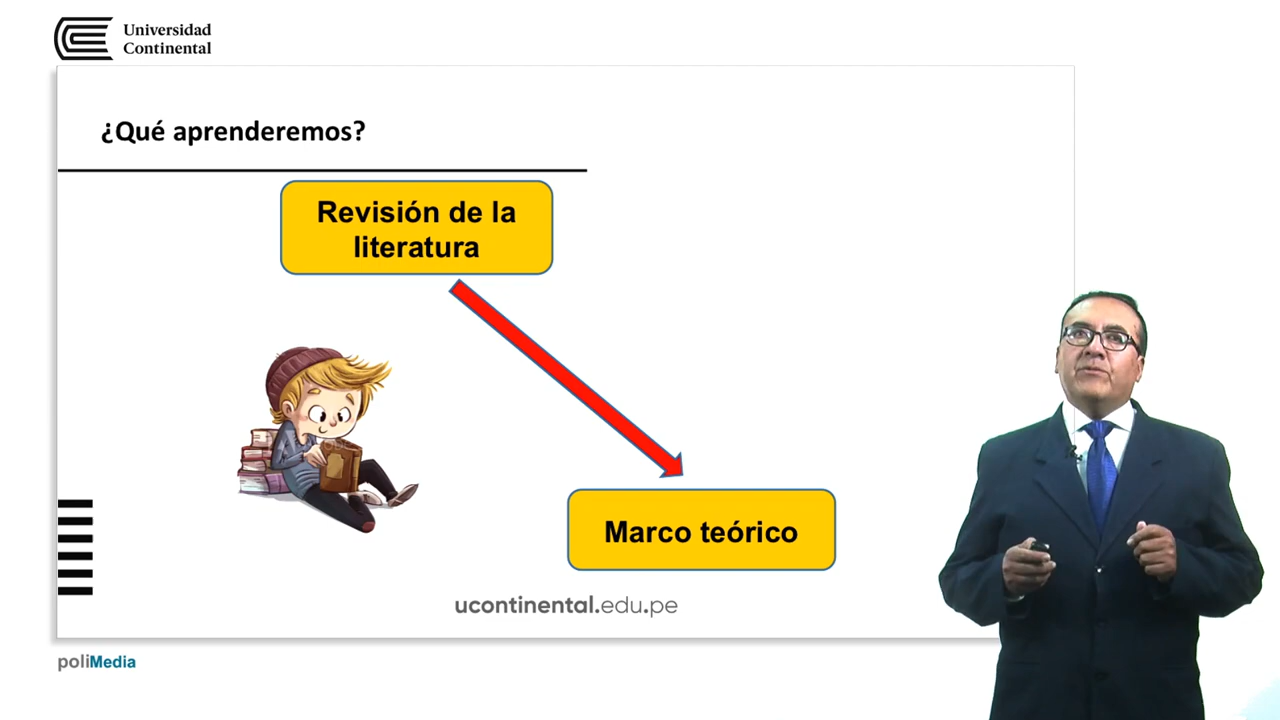 Universidad
Continental
¿Qué aprenderemos?
Revisión de la
literatura
Marco teórico
ucontinental.edu.pe
poliMedia